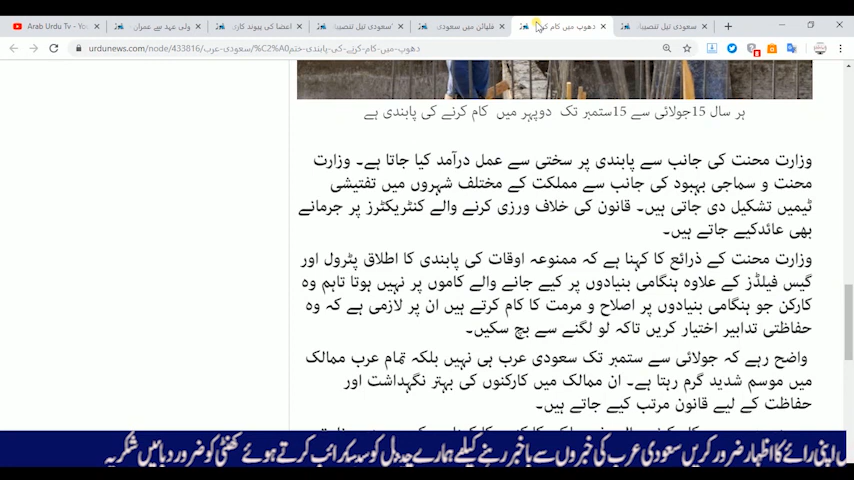 Arab Urdu Tv - Yo
ولی عہد سے عمران
اعضا کی پیوند کاری
سعودی تیل تنصیبا
فلپائن میں سعودی
دھوپ میں کام کر
سعودی تیل تنصیبا
urdunews.com/node/433816/سعودی-عرب/%C2%A0دھوپ-میں-کام-کرنے-کی-پابندی-ختم
ہر سال 15جولائی سے 15ستمبر تک دوپہر میں کام کرنے کی پابندی ہے
وزارت محنت کی جانب سے پابندی پر سختی سے عمل درآمد کیا جاتا ہے۔ وزارت
محنت و سماجی بہبود کی جانب سے مملکت کے مختلف شہروں میں تفتیشی
ٹیمیں تشکیل دی جاتی ہیں۔ قانون کی خلاف ورزی کرنے والے کنٹریکٹرز پر جرمانے
بھی عائدکیے جاتے ہیں۔
وزارت محنت کے ذرائع کا کہنا ہے کہ ممنوعہ اوقات کی پابندی کا اطلاق پٹرول اور
گیس فیلڈز کے علاوہ ہنگامی بنیادوں پر کیے جانے والے کاموں پر نہیں ہوتا تاہم وہ
کارکن جو ہنگامی بنیادوں پر اصلاح و مرمت کا کام کرتے ہیں ان پر لازمی ہے کہ وہ
حفاظتی تدابیر اختیار کریں تاکہ لو لگنے سے بچ سکیں۔
واضح رہے کہ جولائی سے ستمبر تک سعودی عرب ہی نہیں بلکہ تمام عرب ممالک
میں موسم شدید گرم رہتا ہے۔ ان ممالک میں کارکنوں کی بہتر نگہداشت اور
حفاظت کے لیے قانون مرتب کیے جاتے ہیں۔
اپنی رائے کا اظہار ضرور کریں سعودی عرب کی خبروں سے باخبر رہنے کیلئے ہمارے چینل کو سبسکرائب کرتے ہوئے گھنٹی کو ضرور دبائیں شکریہ